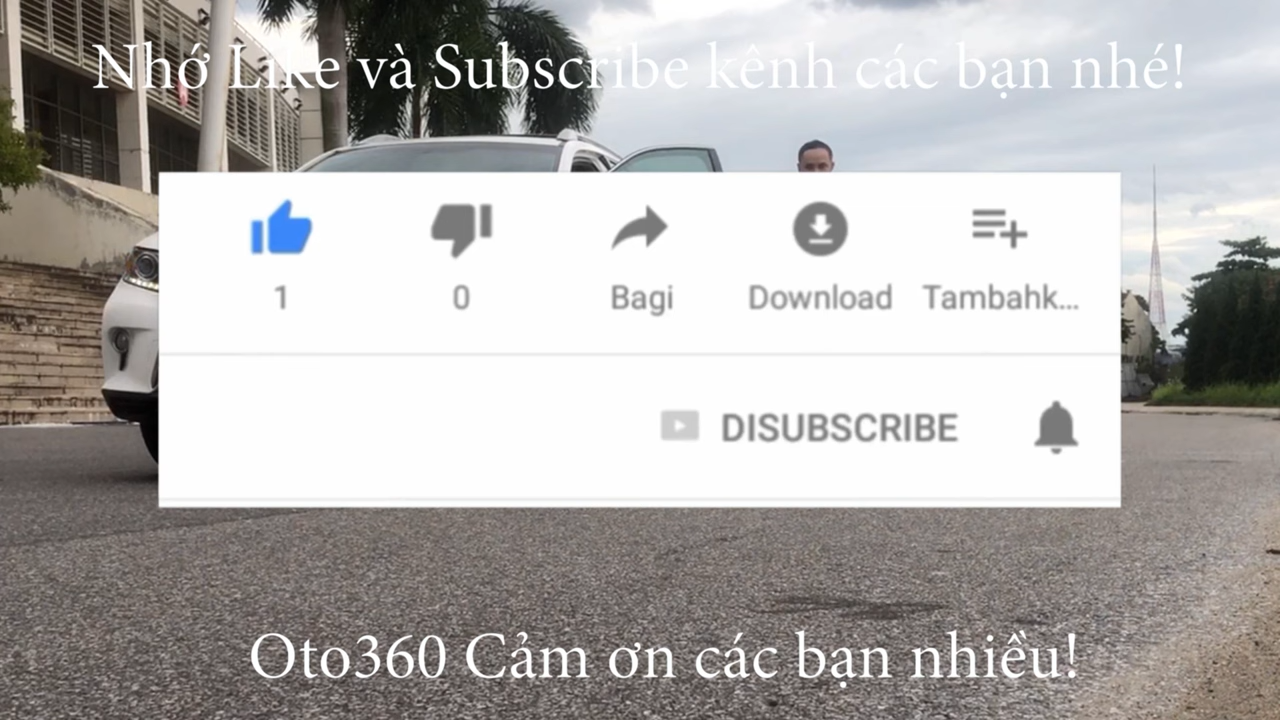 Nhớ Like và Subscribe kênh các bạn nhé!
1 0 Bagi Download Tambahk...
DISUBSCRIBE
Oto360 Cảm ơn các bạn nhiều!